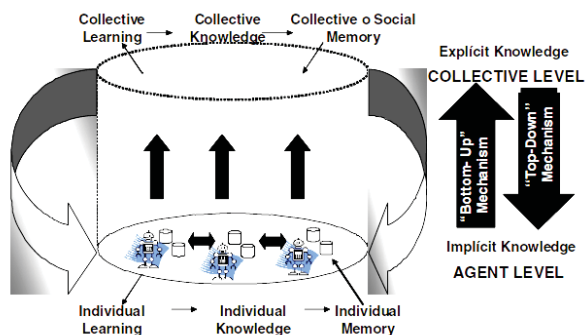 Collective Learning
Collective Knowledge
Collective o Social Memory
Explícit Knowledge
COLLECTIVE LEVEL
"Bottom- Up" Mechanism
"Top-Down" Mechanism
Implícit Knowledge
AGENT LEVEL
Individual Learning
Individual Knowledge
Individual Memory